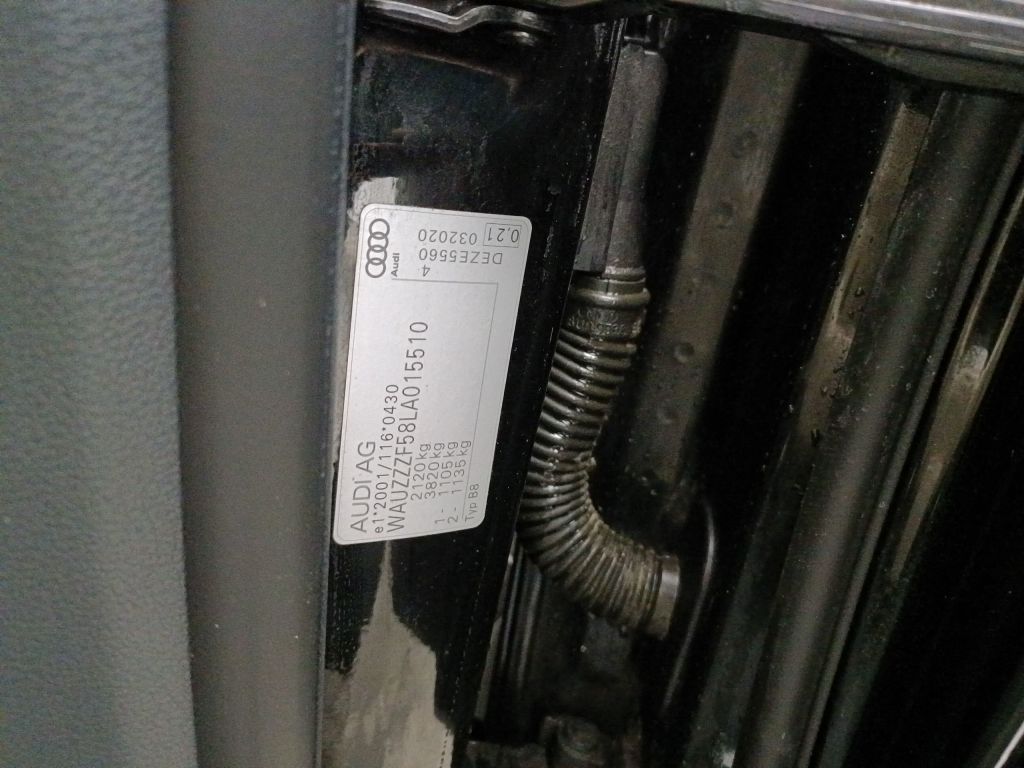 AUDI AG
e1*2001/116*0430
WAUZZZF58LA015510
2120 kg
3820 kg
1 - 1105 kg
2 - 1135 kg
Typ B8
Audi
4
DEZE5560 032020
0,21